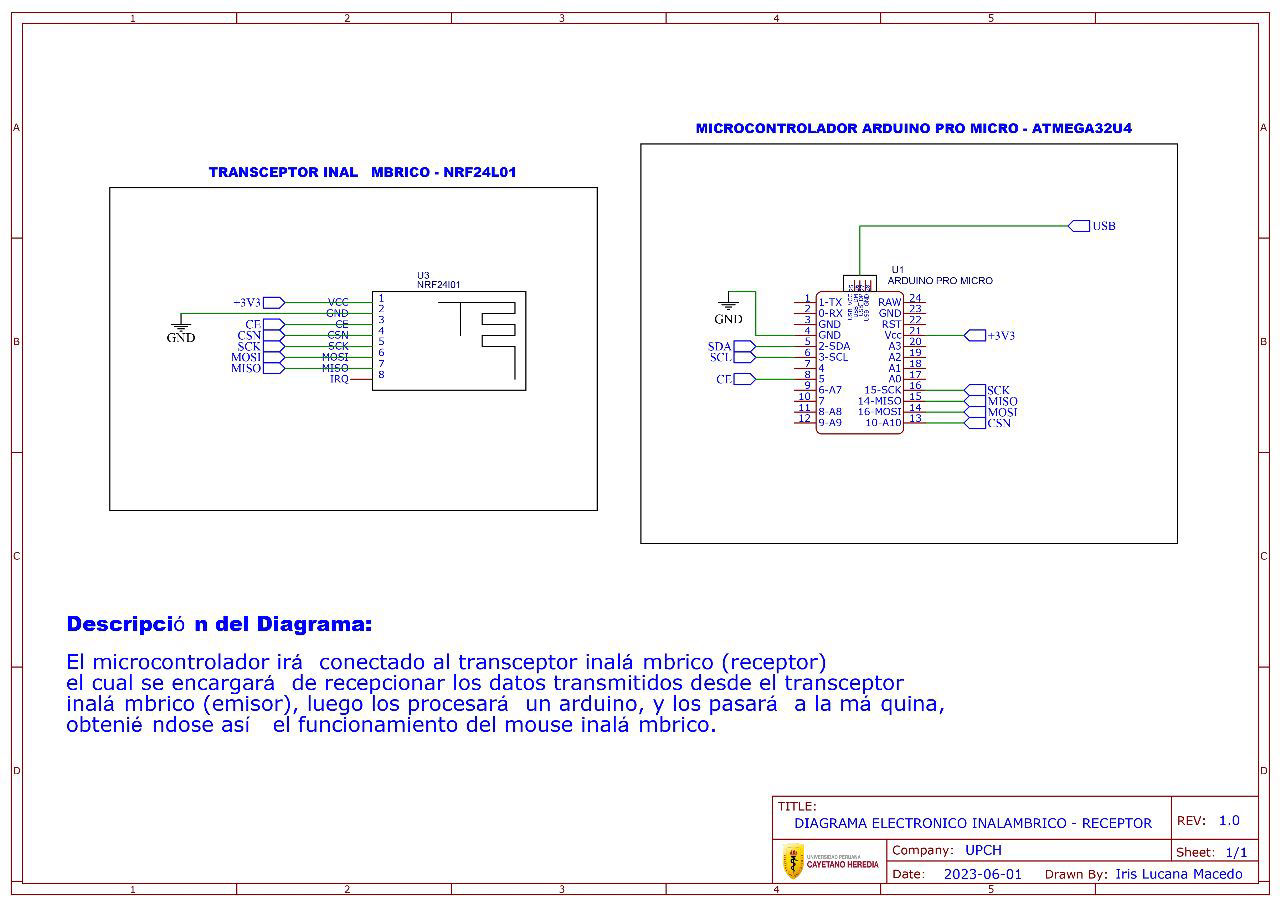 1 2 3 4 5
A A
B B
C C
D D
TRANSCEPTOR INAL MBRICO - NRF24L01
U3
NRF24l01
+3V3 VCC 1
GND GND 2
CE CE 3
CSN CSN 4
SCK SCK 5
MOSI MOSI 6
MISO MISO 7
IRQ 8
MICROCONTROLADOR ARDUINO PRO MICRO - ATMEGA32U4
USB
U1
ARDUINO PRO MICRO
GND
1 1-TX RAW 24
2 0-RX GND 23
3 GND RST 22
4 GND Vcc 21 +3V3
SDA 5 2-SDA A3 20
SCL 6 3-SCL A2 19
7 4 A1 18
CE 8 5 A0 17
9 6-A7 15-SCK 16 SCK
10 7 14-MISO 15 MISO
11 8-A8 16-MOSI 14 MOSI
12 9-A9 10-A10 13 CSN
Descripció n del Diagrama:
El microcontrolador irá conectado al transceptor inalá mbrico (receptor)
el cual se encargará de recepcionar los datos transmitidos desde el transceptor
inalá mbrico (emisor), luego los procesará un arduino, y los pasará a la má quina,
obtenié ndose así el funcionamiento del mouse inalá mbrico.
TITLE:
DIAGRAMA ELECTRONICO INALAMBRICO - RECEPTOR
REV: 1.0
UNIVERSIDAD PERUANA
CAYETANO HEREDIA
Company: UPCH
Sheet: 1/1
Date: 2023-06-01 Drawn By: Iris Lucana Macedo
1 2 3 4 5